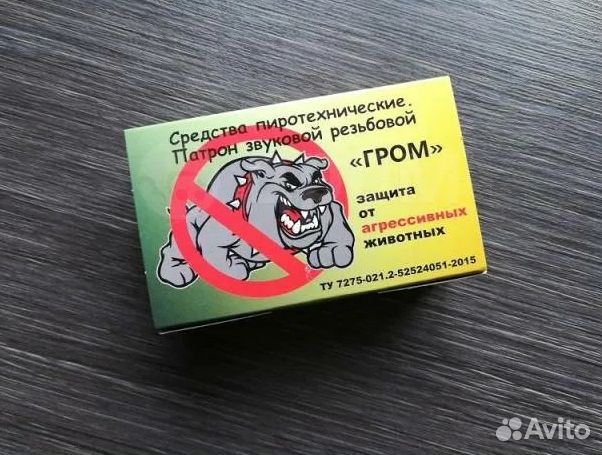 Средства пиротехнические.
Патрон звуковой резьбовой
«ГРОМ»
защита
от
агрессивных
животных
ТУ 7275-021.2-52524051-2015
Avito